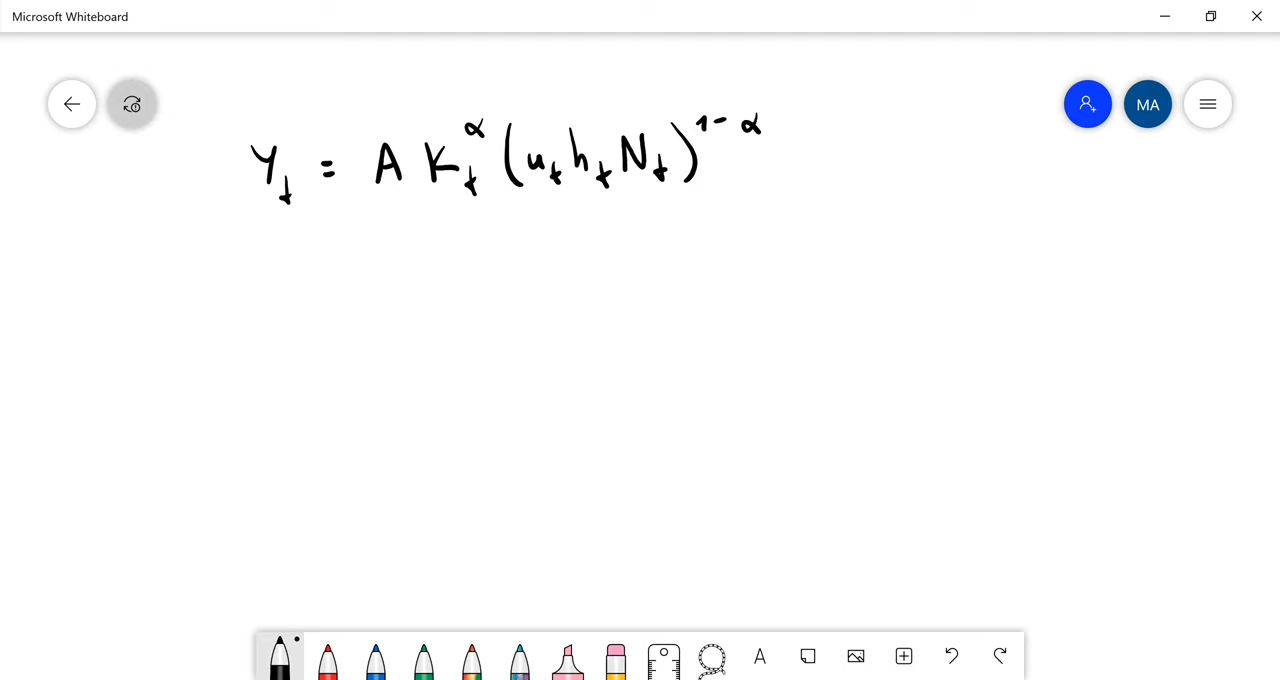 Microsoft Whiteboard
MA
Y_t = A K_t^α (u_t h_t N_t)^{1-α}
A